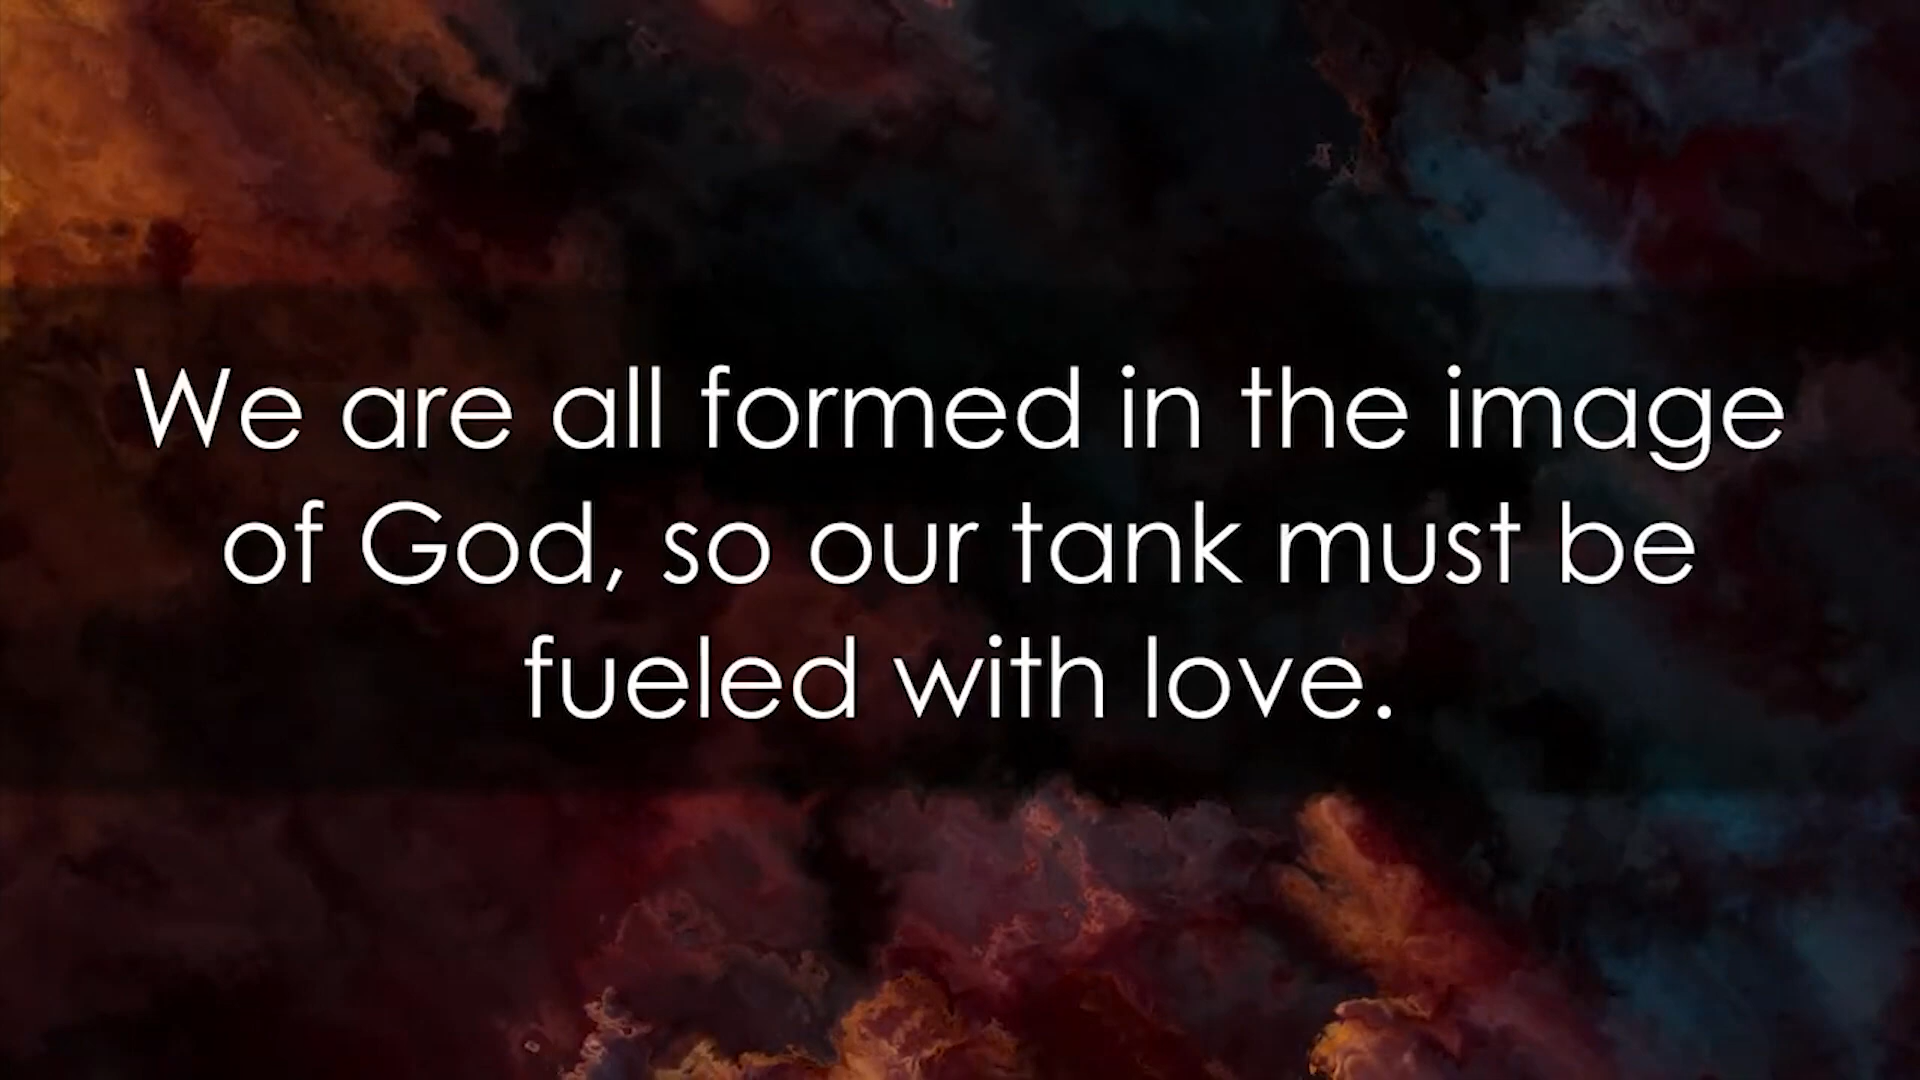 We are all formed in the image
of God, so our tank must be
fueled with love.